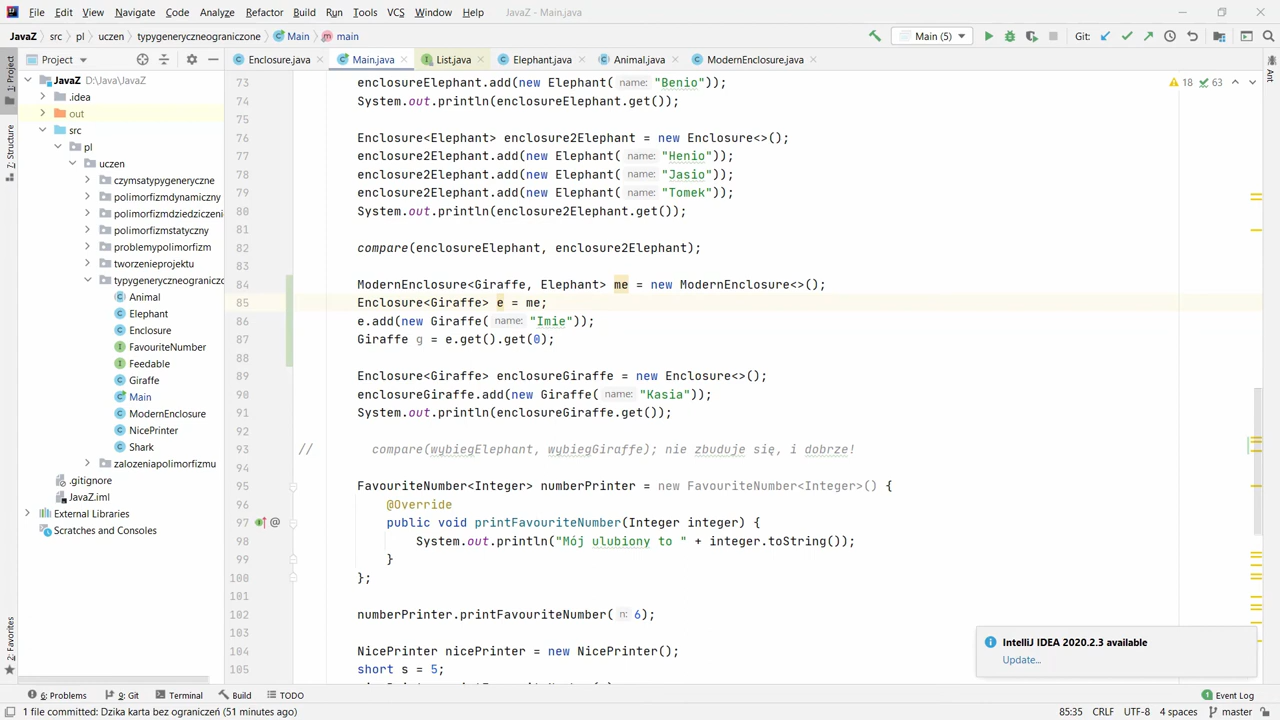 File Edit View Navigate Code Analyze Refactor Build Run Tools VCS Window Help JavaZ - Main.java
JavaZ src pl uczen typygeneryczneograniczone Main main Main (5) Git:
Project Enclosure.java Main.java List.java Elephant.java Animal.java ModernEnclosure.java
1: Project
Z: Structure
2: Favorites
Ant
JavaZ D:\Java\JavaZ
.idea
out
src
pl
uczen
czymsatypygeneryczne
polimorfizmdynamiczny
polimorfizmdziedziczeni
polimorfizmstatyczny
problemypolimorfizm
tworzenieprojektu
typygeneryczneograniczo
Animal
Elephant
Enclosure
FavouriteNumber
Feedable
Giraffe
Main
ModernEnclosure
NicePrinter
Shark
zalozeniapolimorfizmu
.gitignore
JavaZ.iml
External Libraries
Scratches and Consoles
18 63
73 enclosureElephant.add(new Elephant( name: "Benio"));
74 System.out.println(enclosureElephant.get());
75
76 Enclosure<Elephant> enclosure2Elephant = new Enclosure<>();
77 enclosure2Elephant.add(new Elephant( name: "Henio"));
78 enclosure2Elephant.add(new Elephant( name: "Jasio"));
79 enclosure2Elephant.add(new Elephant( name: "Tomek"));
80 System.out.println(enclosure2Elephant.get());
81
82 compare(enclosureElephant, enclosure2Elephant);
83
84 ModernEnclosure<Giraffe, Elephant> me = new ModernEnclosure<>();
85 Enclosure<Giraffe> e = me;
86 e.add(new Giraffe( name: "Imie"));
87 Giraffe g = e.get().get(0);
88
89 Enclosure<Giraffe> enclosureGiraffe = new Enclosure<>();
90 enclosureGiraffe.add(new Giraffe( name: "Kasia"));
91 System.out.println(enclosureGiraffe.get());
92
93 // compare(wybiegElephant, wybiegGiraffe); nie zbuduje się, i dobrze!
94
95 FavouriteNumber<Integer> numberPrinter = new FavouriteNumber<Integer>() {
96 @Override
97 @ public void printFavouriteNumber(Integer integer) {
98 System.out.println("Mój ulubiony to " + integer.toString());
99 }
100 };
101
102 numberPrinter.printFavouriteNumber( n: 6);
103
104 NicePrinter nicePrinter = new NicePrinter();
105 short s = 5;
IntelliJ IDEA 2020.2.3 available
Update...
6: Problems 9: Git Terminal Build TODO Event Log
1 file committed: Dzika karta bez ograniczeń (51 minutes ago) 85:35 CRLF UTF-8 4 spaces master